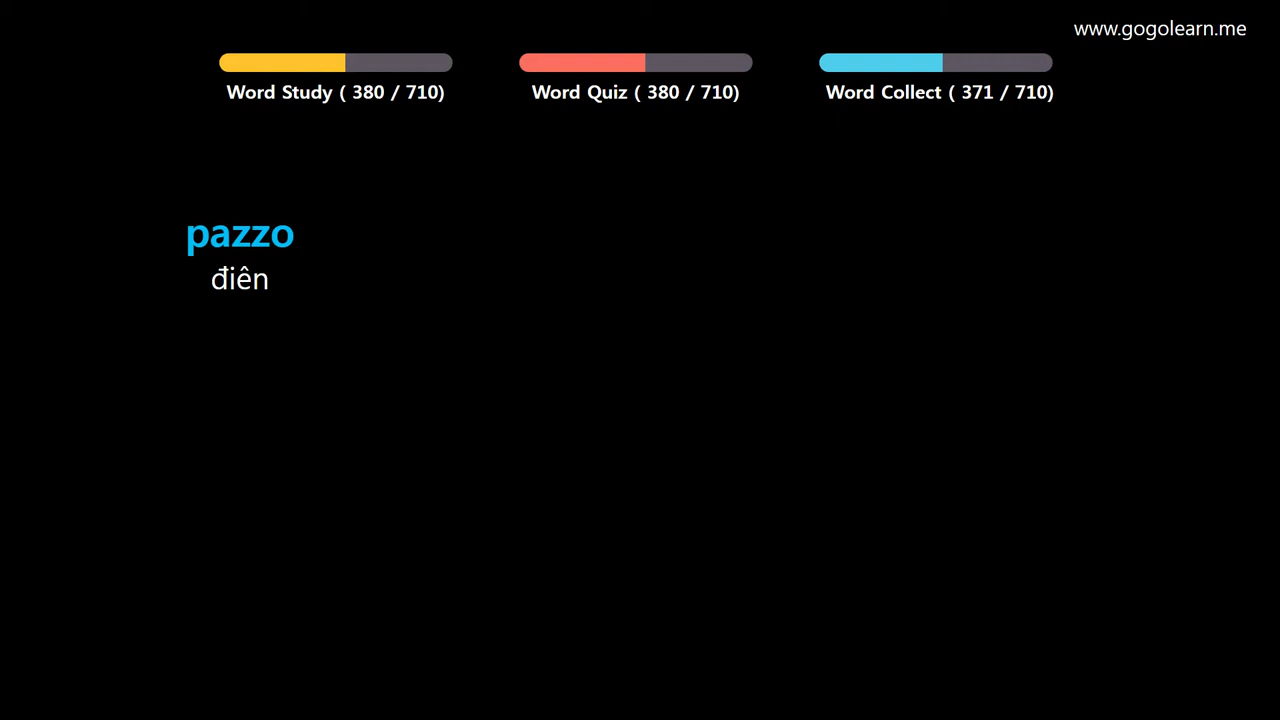 www.gogolearn.me
Word Study ( 380 / 710)
Word Quiz ( 380 / 710)
Word Collect ( 371 / 710)
pazzo
điên